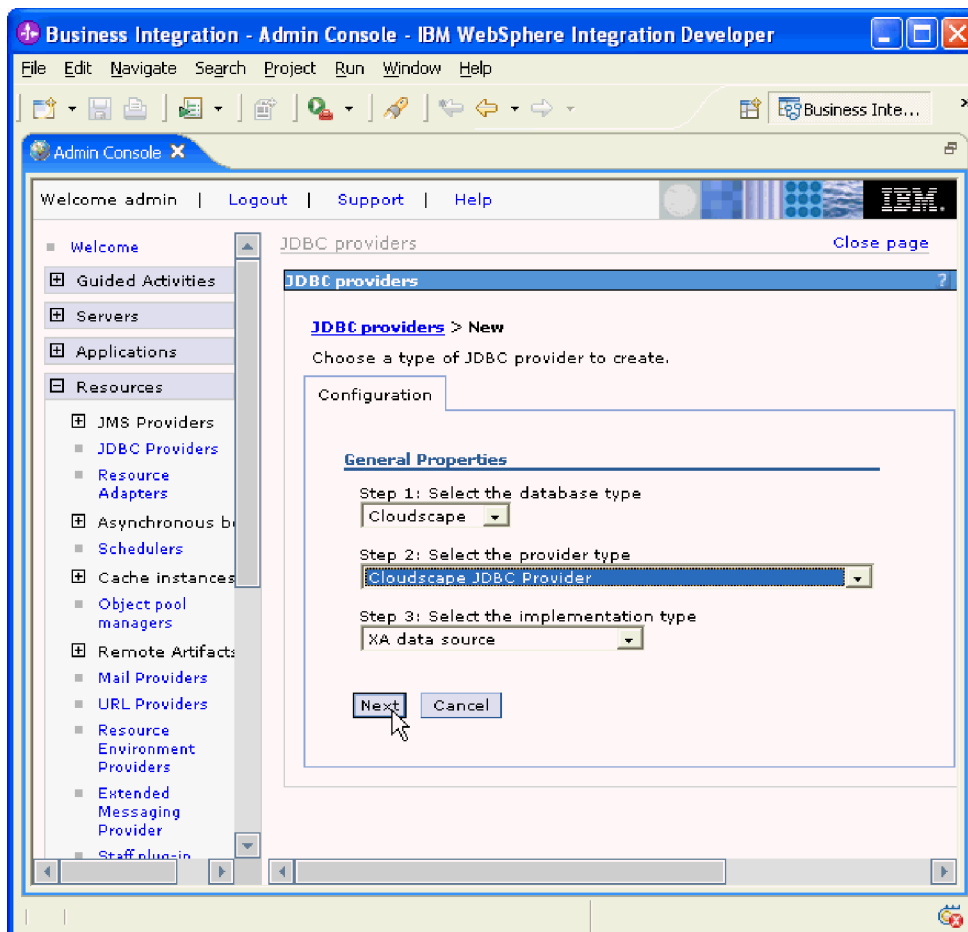 Business Integration - Admin Console - IBM WebSphere Integration Developer
File Edit Navigate Search Project Run Window Help
Business Inte...
Admin Console
Welcome admin | Logout | Support | Help
IBM.
Welcome
Guided Activities
Servers
Applications
Resources
JMS Providers
JDBC Providers
Resource
Adapters
Asynchronous b
Schedulers
Cache instances
Object pool
managers
Remote Artifacts
Mail Providers
URL Providers
Resource
Environment
Providers
Extended
Messaging
Provider
Staff plug-in
JDBC providers
Close page
JDBC providers ?
JDBC providers > New
Choose a type of JDBC provider to create.
Configuration
General Properties
Step 1: Select the database type
Cloudscape
Step 2: Select the provider type
Cloudscape JDBC Provider
Step 3: Select the implementation type
XA data source
Next Cancel